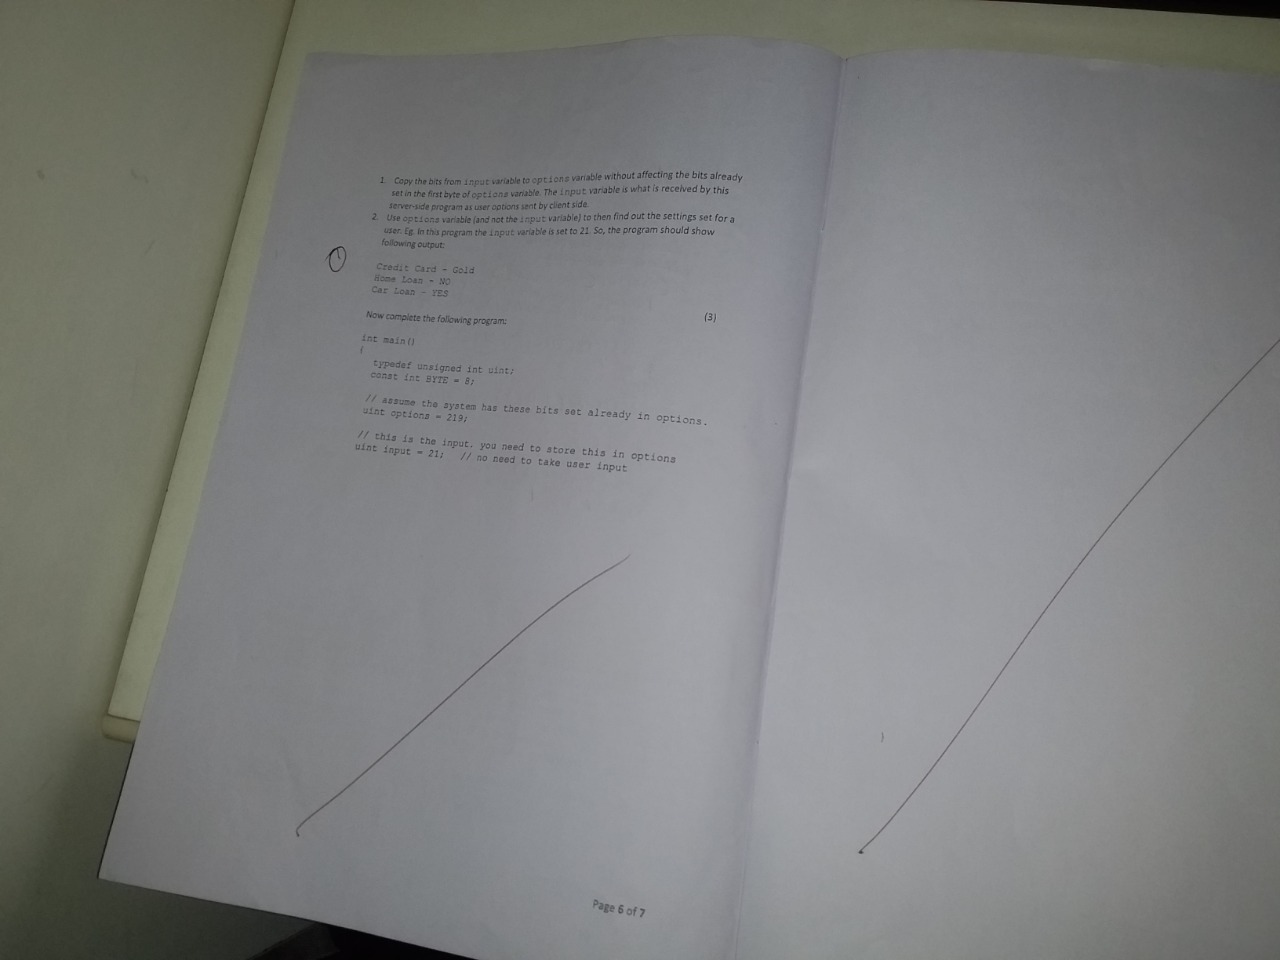 1. Copy the bits from input variable to options variable without affecting the bits already
set in the first byte of options variable. The input variable is what is received by this
server-side program as user options sent by client side.
2. Use options variable (and not the input variable) to then find out the settings set for a
user. Eg. In this program the input variable is set to 21. So, the program should show
following output:
Credit Card - Gold
Home Loan - NO
Car Loan - YES
(3)
Now complete the following program:
int main()
{
typedef unsigned int uint;
const int BYTE = 8;
// assume the system has these bits set already in options.
uint options = 219;
// this is the input. you need to store this in options
uint input = 21; // no need to take user input
}
Page 6 of 7